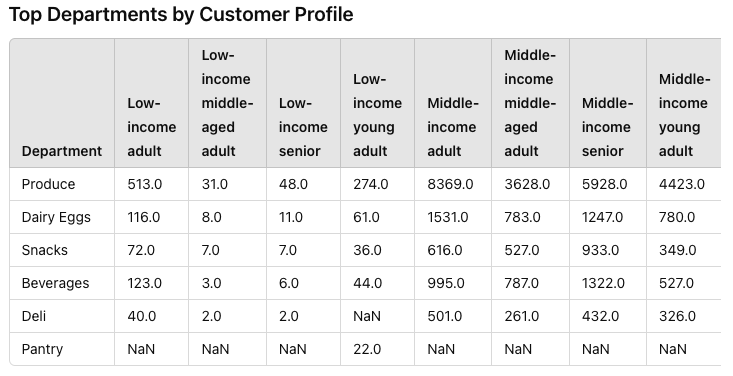 Top Departments by Customer Profile
Department | Low-income adult | Low-income middle-aged adult | Low-income senior | Low-income young adult | Middle-income adult | Middle-income middle-aged adult | Middle-income senior | Middle-income young adult
Produce | 513.0 | 31.0 | 48.0 | 274.0 | 8369.0 | 3628.0 | 5928.0 | 4423.0
Dairy Eggs | 116.0 | 8.0 | 11.0 | 61.0 | 1531.0 | 783.0 | 1247.0 | 780.0
Snacks | 72.0 | 7.0 | 7.0 | 36.0 | 616.0 | 527.0 | 933.0 | 349.0
Beverages | 123.0 | 3.0 | 6.0 | 44.0 | 995.0 | 787.0 | 1322.0 | 527.0
Deli | 40.0 | 2.0 | 2.0 | NaN | 501.0 | 261.0 | 432.0 | 326.0
Pantry | NaN | NaN | NaN | 22.0 | NaN | NaN | NaN | NaN